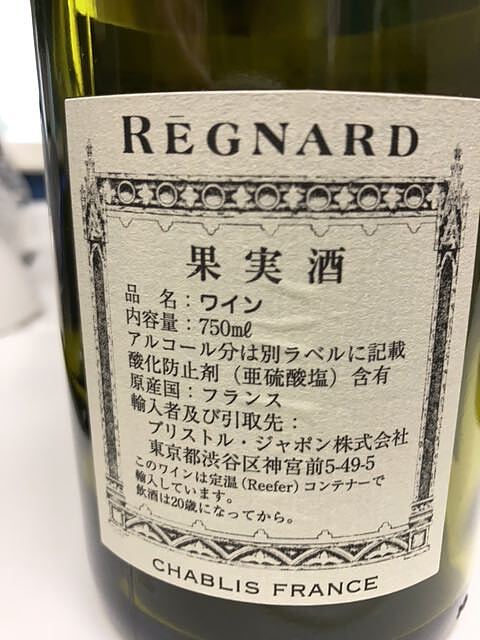 RĒGNARD
果実酒
品 名：ワイン
内容量：750mℓ
アルコール分は別ラベルに記載
酸化防止剤（亜硫酸塩）含有
原産国：フランス
輸入者及び引取先：
ブリストル・ジャポン株式会社
東京都渋谷区神宮前5-49-5
このワインは定温（Reefer）コンテナーで
輸入しています。
飲酒は20歳になってから。
CHABLIS FRANCE